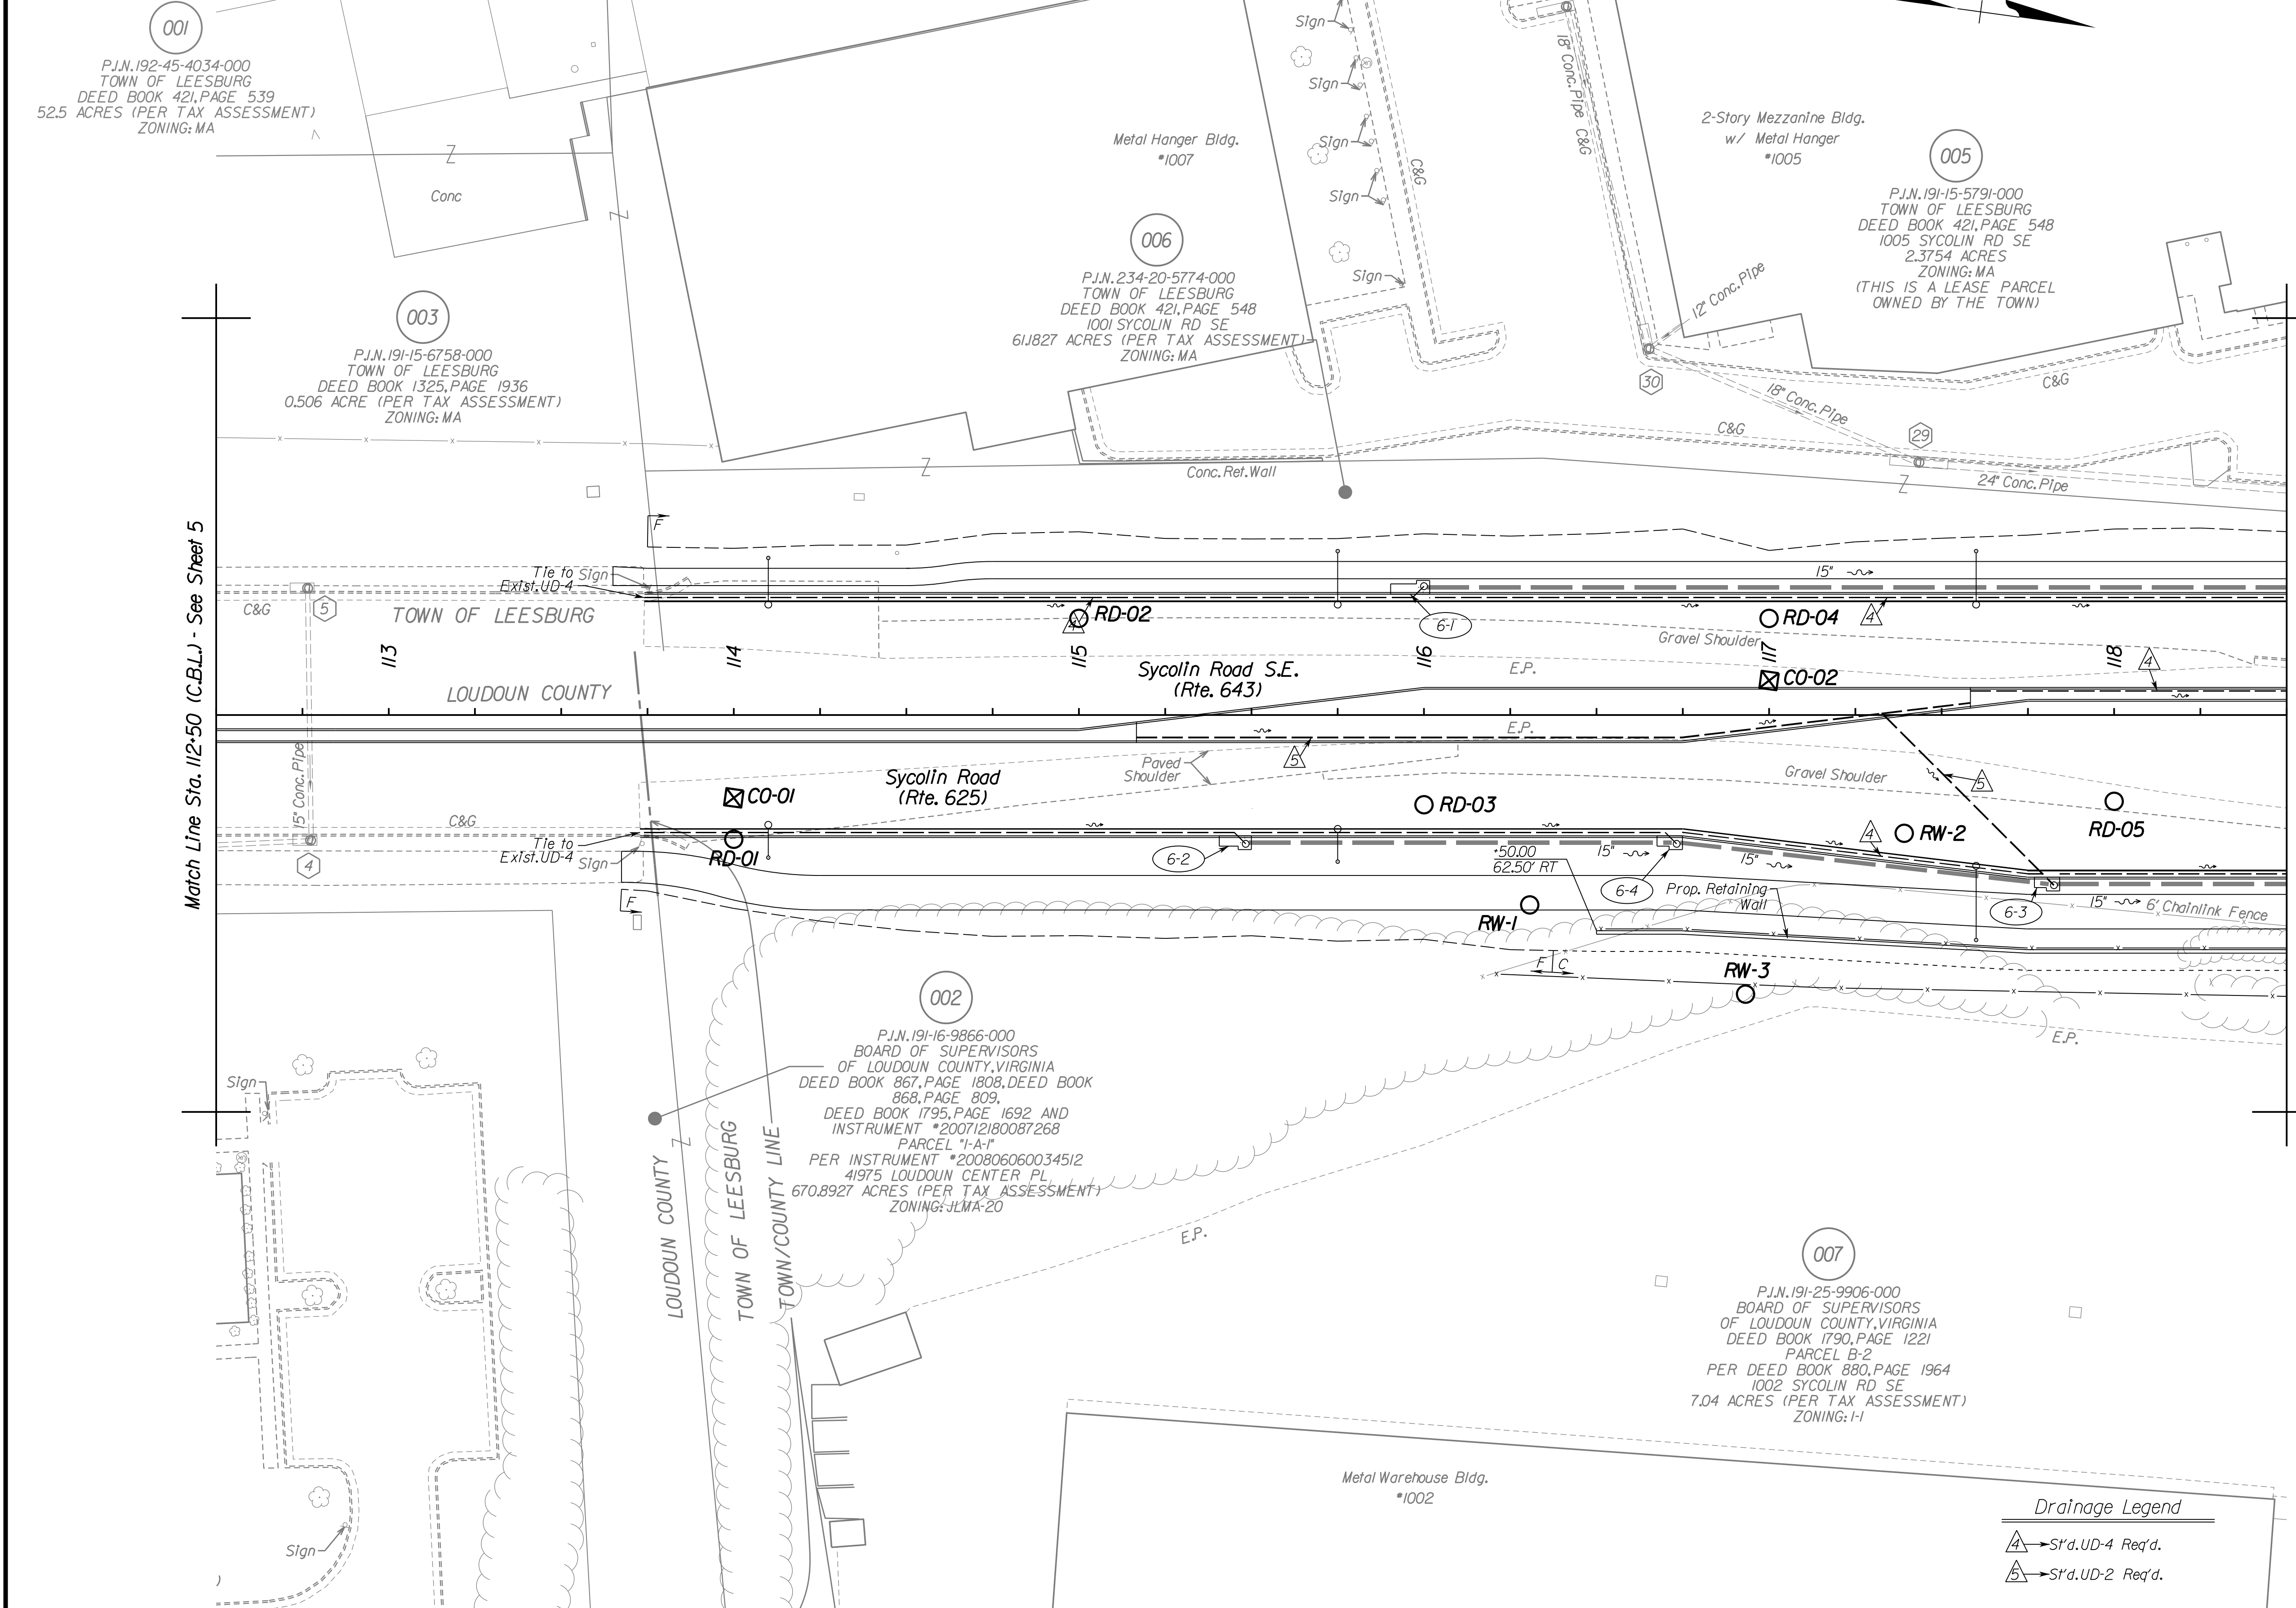 001
P.I.N. 192-45-4034-000
TOWN OF LEESBURG
DEED BOOK 421, PAGE 539
52.5 ACRES (PER TAX ASSESSMENT)
ZONING: MA
Conc
Z
Z
Metal Hanger Bldg.
#1007
Sign
Sign
Sign
Sign
Sign
C&G
18" Conc. Pipe
C&G
2-Story Mezzanine Bldg.
w/ Metal Hanger
#1005
005
P.I.N. 191-15-5791-000
TOWN OF LEESBURG
DEED BOOK 421, PAGE 548
1005 SYCOLIN RD SE
2.3754 ACRES
ZONING: MA
(THIS IS A LEASE PARCEL
OWNED BY THE TOWN)
006
P.I.N. 234-20-5774-000
TOWN OF LEESBURG
DEED BOOK 421, PAGE 548
1001 SYCOLIN RD SE
61.1827 ACRES (PER TAX ASSESSMENT)
ZONING: MA
003
P.I.N. 191-15-6758-000
TOWN OF LEESBURG
DEED BOOK 1325, PAGE 1936
0.506 ACRE (PER TAX ASSESSMENT)
ZONING: MA
12" Conc. Pipe
30
18" Conc. Pipe
C&G
C&G
29
24" Conc. Pipe
Z
Z
Conc. Ret. Wall
Match Line Sta. 112+50 (C.B.L.) - See Sheet 5
F
Tie to
Exist. UD-4
Sign
C&G
5
TOWN OF LEESBURG
4
RD-02
6-1
15"
RD-04
4
Gravel Shoulder
113
114
115
116
117
118
4
Sycolin Road S.E.
(Rte. 643)
E.P.
CO-02
LOUDOUN COUNTY
E.P.
5
Paved
Shoulder
Gravel Shoulder
5
15" Conc. Pipe
Sycolin Road
(Rte. 625)
CO-01
RD-03
C&G
4
Tie to
Exist. UD-4
Sign
RD-01
6-2
+50.00
62.50' RT
15"
15"
4
RW-2
RD-05
6-4
Prop. Retaining
Wall
6-3
15"
6' Chainlink Fence
F
RW-1
F
C
RW-3
E.P.
002
P.I.N. 191-16-9866-000
BOARD OF SUPERVISORS
OF LOUDOUN COUNTY, VIRGINIA
DEED BOOK 867, PAGE 1808, DEED BOOK
868, PAGE 809,
DEED BOOK 1795, PAGE 1692 AND
INSTRUMENT #200712180087268
PARCEL "1-A-1"
PER INSTRUMENT #200806060034512
41975 LOUDOUN CENTER PL
670.8927 ACRES (PER TAX ASSESSMENT)
ZONING: JLMA-20
Sign
Z
LOUDOUN COUNTY
TOWN OF LEESBURG
TOWN/COUNTY LINE
E.P.
007
P.I.N. 191-25-9906-000
BOARD OF SUPERVISORS
OF LOUDOUN COUNTY, VIRGINIA
DEED BOOK 1790, PAGE 1221
PARCEL B-2
PER DEED BOOK 880, PAGE 1964
1002 SYCOLIN RD SE
7.04 ACRES (PER TAX ASSESSMENT)
ZONING: I-1
Metal Warehouse Bldg.
#1002
Sign
Drainage Legend
4 St'd. UD-4 Req'd.
5 St'd. UD-2 Req'd.